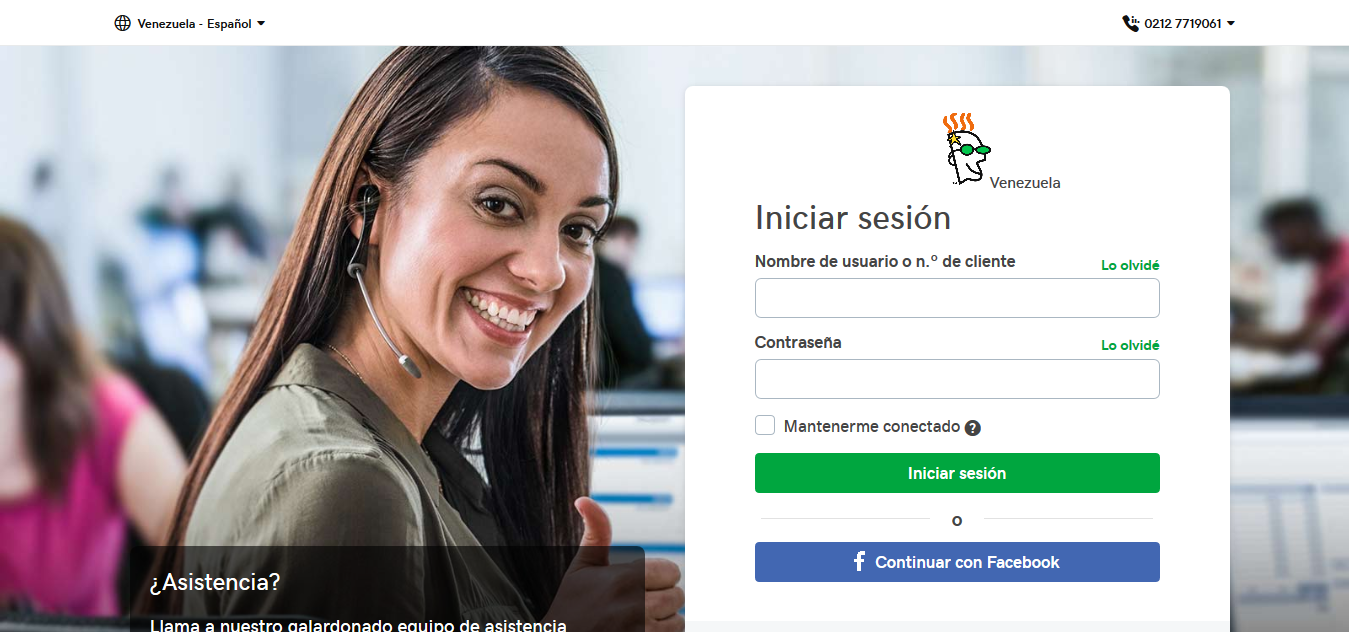 Venezuela - Español
0212 7719061
Venezuela
Iniciar sesión
Nombre de usuario o n.º de cliente
Lo olvidé
Contraseña
Lo olvidé
Mantenerme conectado ?
Iniciar sesión
o
f Continuar con Facebook
¿Asistencia?
Llama a nuestro galardonado equipo de asistencia